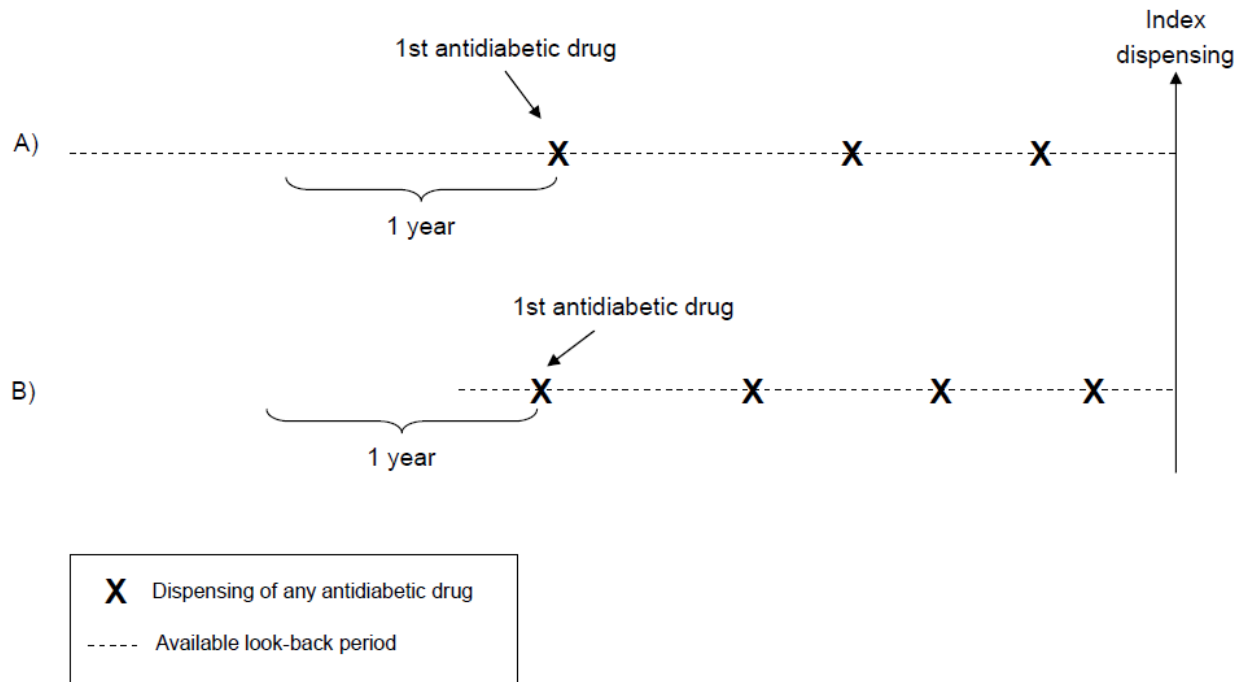 Index
dispensing
1st antidiabetic drug
A)
X X X
1 year
1st antidiabetic drug
B)
X X X X
1 year
X Dispensing of any antidiabetic drug
Available look-back period